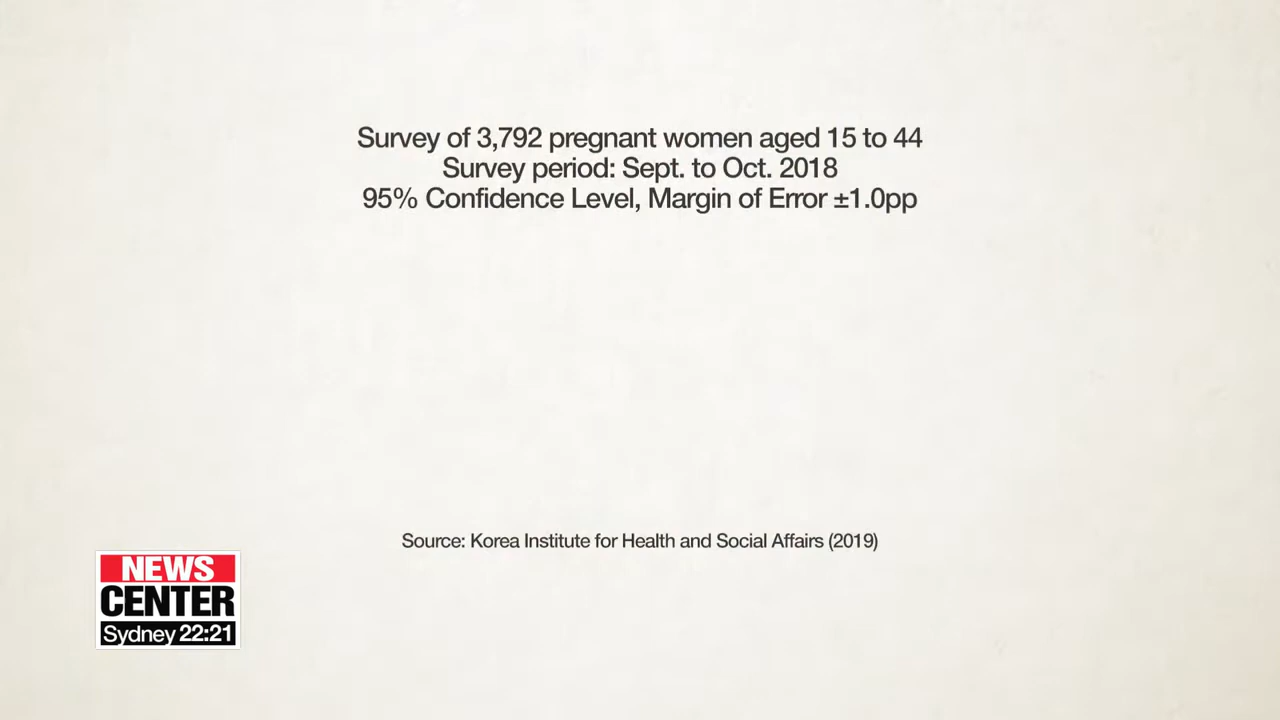 Survey of 3,792 pregnant women aged 15 to 44
Survey period: Sept. to Oct. 2018
95% Confidence Level, Margin of Error ±1.0pp
Source: Korea Institute for Health and Social Affairs (2019)
NEWS
CENTER
Sydney 22:21